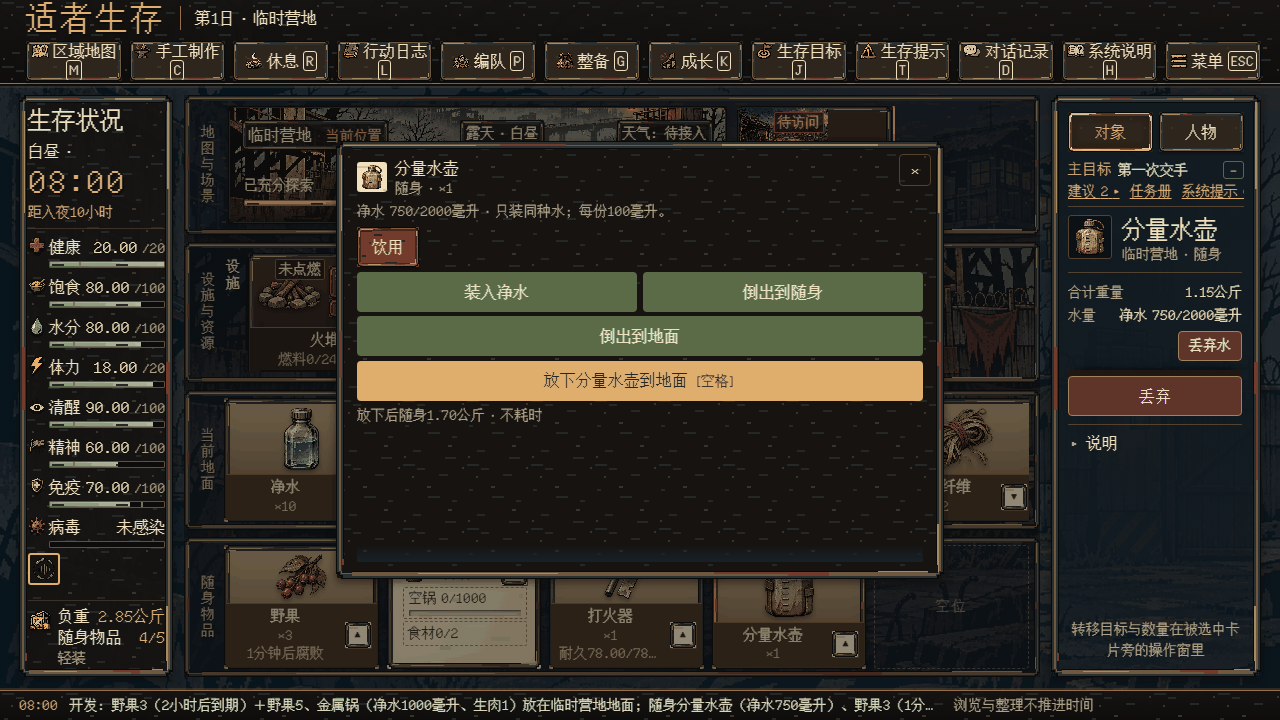 适者生存 第1日 · 临时营地
区域地图 M 手工制作 C 休息 R 行动日志 L 编队 P 整备 G 成长 K 生存目标 J 生存提示 T 对话记录 D 系统说明 H 菜单 ESC
生存状况
白昼 ·
08:00
距入夜10小时
健康 20.00 /20
饱食 80.00 /100
水分 80.00 /100
体力 18.00 /20
清醒 90.00 /100
精神 60.00 /100
免疫 70.00 /100
病毒 未感染
负重 2.85公斤
随身物品 4/5
轻装
地图与场景
临时营地 当前位置
露天 · 白昼
天气: 待接入
待访问
已充分探索
设施与资源
设施
未点燃
火堆
燃料0/24
当前地面
净水
×10
纤维
随身物品
野果
×3
1分钟后腐败
空锅 0/1000
食材0/2
打火器
×1
耐久78.00/78…
分量水壶
×1
空位
分量水壶
随身 · ×1
×
净水 750/2000毫升 · 只装同种水; 每份100毫升。
饮用
装入净水 倒出到随身
倒出到地面
放下分量水壶到地面 [空格]
放下后随身1.70公斤 · 不耗时
对象 人物
主目标 第一次交手 −
建议 2 ▸ 任务册 系统提示
分量水壶
临时营地 · 随身
合计重量 1.15公斤
水量 净水 750/2000毫升
丢弃水
丢弃
▸ 说明
转移目标与数量在被选中卡
片旁的操作窗里
08:00 开发: 野果3 (2小时后到期) ＋野果5、金属锅 (净水1000毫升、生肉1) 放在临时营地地面; 随身分量水壶 (净水750毫升) 、野果3 (1分… 浏览与整理不推进时间